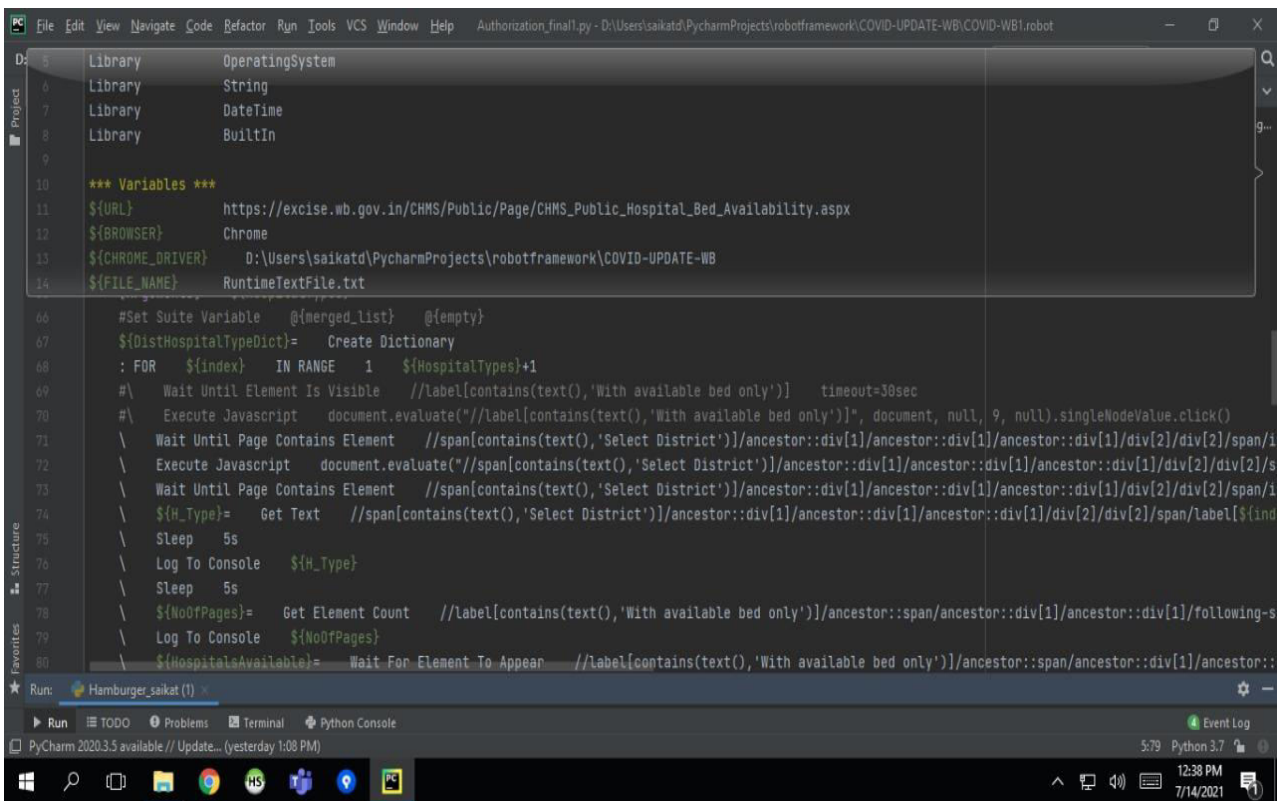 File Edit View Navigate Code Refactor Run Tools VCS Window Help Authorization_final1.py - D:\Users\saikatd\PycharmProjects\robotframework\COVID-UPDATE-WB\COVID-WB1.robot
5 Library OperatingSystem
6 Library String
7 Library DateTime
8 Library BuiltIn
9
10 *** Variables ***
11 ${URL} https://excise.wb.gov.in/CHMS/Public/Page/CHMS_Public_Hospital_Bed_Availability.aspx
12 ${BROWSER} Chrome
13 ${CHROME_DRIVER} D:\Users\saikatd\PycharmProjects\robotframework\COVID-UPDATE-WB
14 ${FILE_NAME} RuntimeTextFile.txt
66 #Set Suite Variable @{merged_list} @{empty}
67 ${DistHospitalTypeDict}= Create Dictionary
68 : FOR ${index} IN RANGE 1 ${HospitalTypes}+1
69 #\ Wait Until Element Is Visible //label[contains(text(),'With available bed only')] timeout=30sec
70 #\ Execute Javascript document.evaluate("//label[contains(text(),'With available bed only')]", document, null, 9, null).singleNodeValue.click()
71 \ Wait Until Page Contains Element //span[contains(text(),'Select District')]/ancestor::div[1]/ancestor::div[1]/ancestor::div[1]/div[2]/div[2]/span/i
72 \ Execute Javascript document.evaluate("//span[contains(text(),'Select District')]/ancestor::div[1]/ancestor::div[1]/ancestor::div[1]/div[2]/div[2]/s
73 \ Wait Until Page Contains Element //span[contains(text(),'Select District')]/ancestor::div[1]/ancestor::div[1]/ancestor::div[1]/div[2]/div[2]/span/i
74 \ ${H_Type}= Get Text //span[contains(text(),'Select District')]/ancestor::div[1]/ancestor::div[1]/ancestor::div[1]/div[2]/div[2]/span/label[${ind
75 \ Sleep 5s
76 \ Log To Console ${H_Type}
77 \ Sleep 5s
78 \ ${NoOfPages}= Get Element Count //label[contains(text(),'With available bed only')]/ancestor::span/ancestor::div[1]/ancestor::div[1]/following-s
79 \ Log To Console ${NoOfPages}
80 \ ${HospitalsAvailable}= Wait For Element To Appear //label[contains(text(),'With available bed only')]/ancestor::span/ancestor::div[1]/ancestor::
Project
Structure
Favorites
Run: Hamburger_saikat (1)
Run TODO Problems Terminal Python Console 4 Event Log
PyCharm 2020.3.5 available // Update... (yesterday 1:08 PM) 5:79 Python 3.7
HS
PC
12:38 PM
7/14/2021